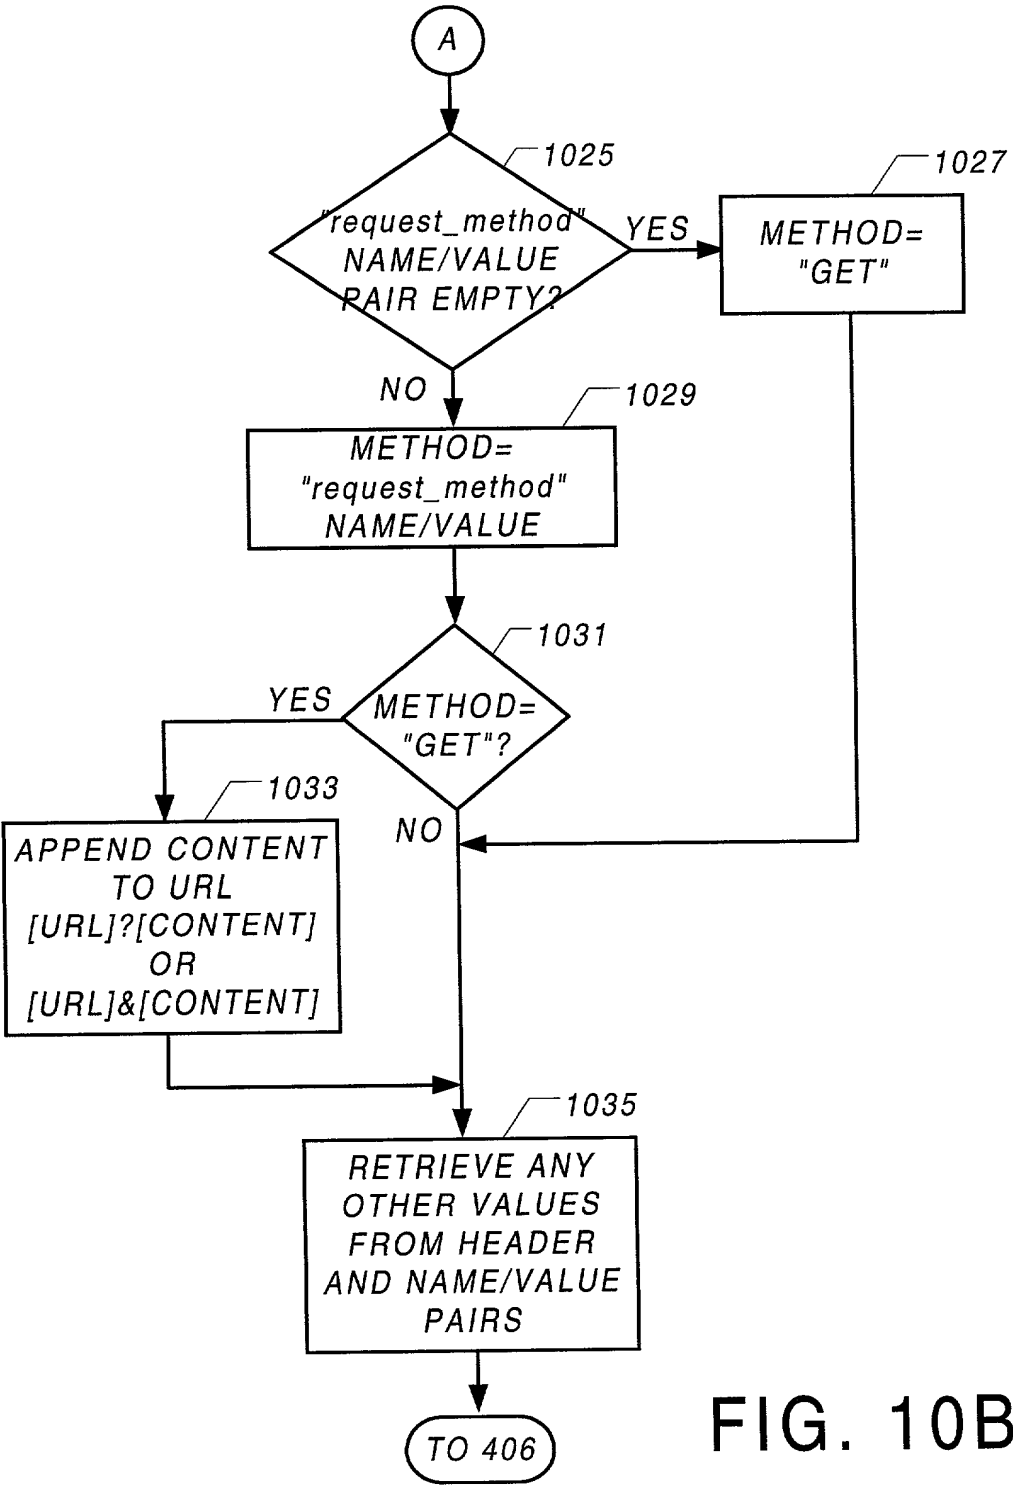 A
1025
"request_method"
NAME/VALUE
PAIR EMPTY?
YES
1027
METHOD=
"GET"
NO
1029
METHOD=
"request_method"
NAME/VALUE
1031
METHOD=
"GET"?
YES
NO
1033
APPEND CONTENT
TO URL
[URL]?[CONTENT]
OR
[URL]&[CONTENT]
1035
RETRIEVE ANY
OTHER VALUES
FROM HEADER
AND NAME/VALUE
PAIRS
TO 406
FIG. 10B